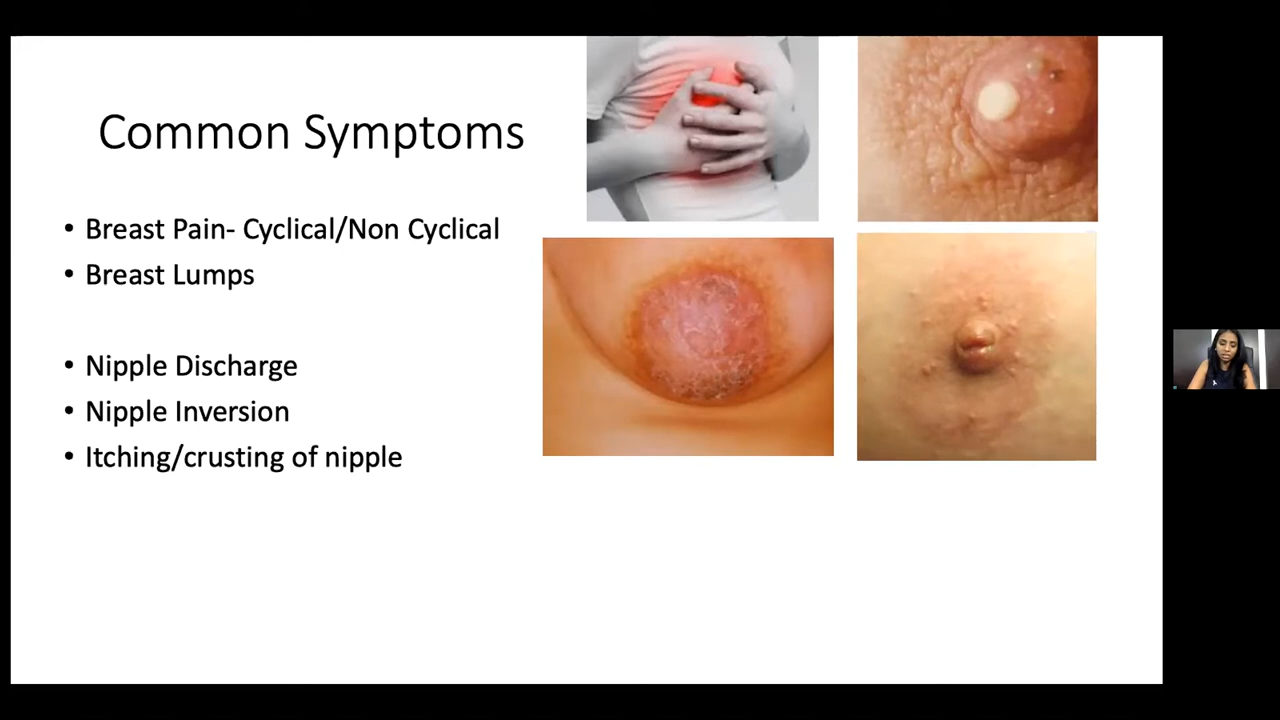 Common Symptoms
• Breast Pain- Cyclical/Non Cyclical
• Breast Lumps
• Nipple Discharge
• Nipple Inversion
• Itching/crusting of nipple